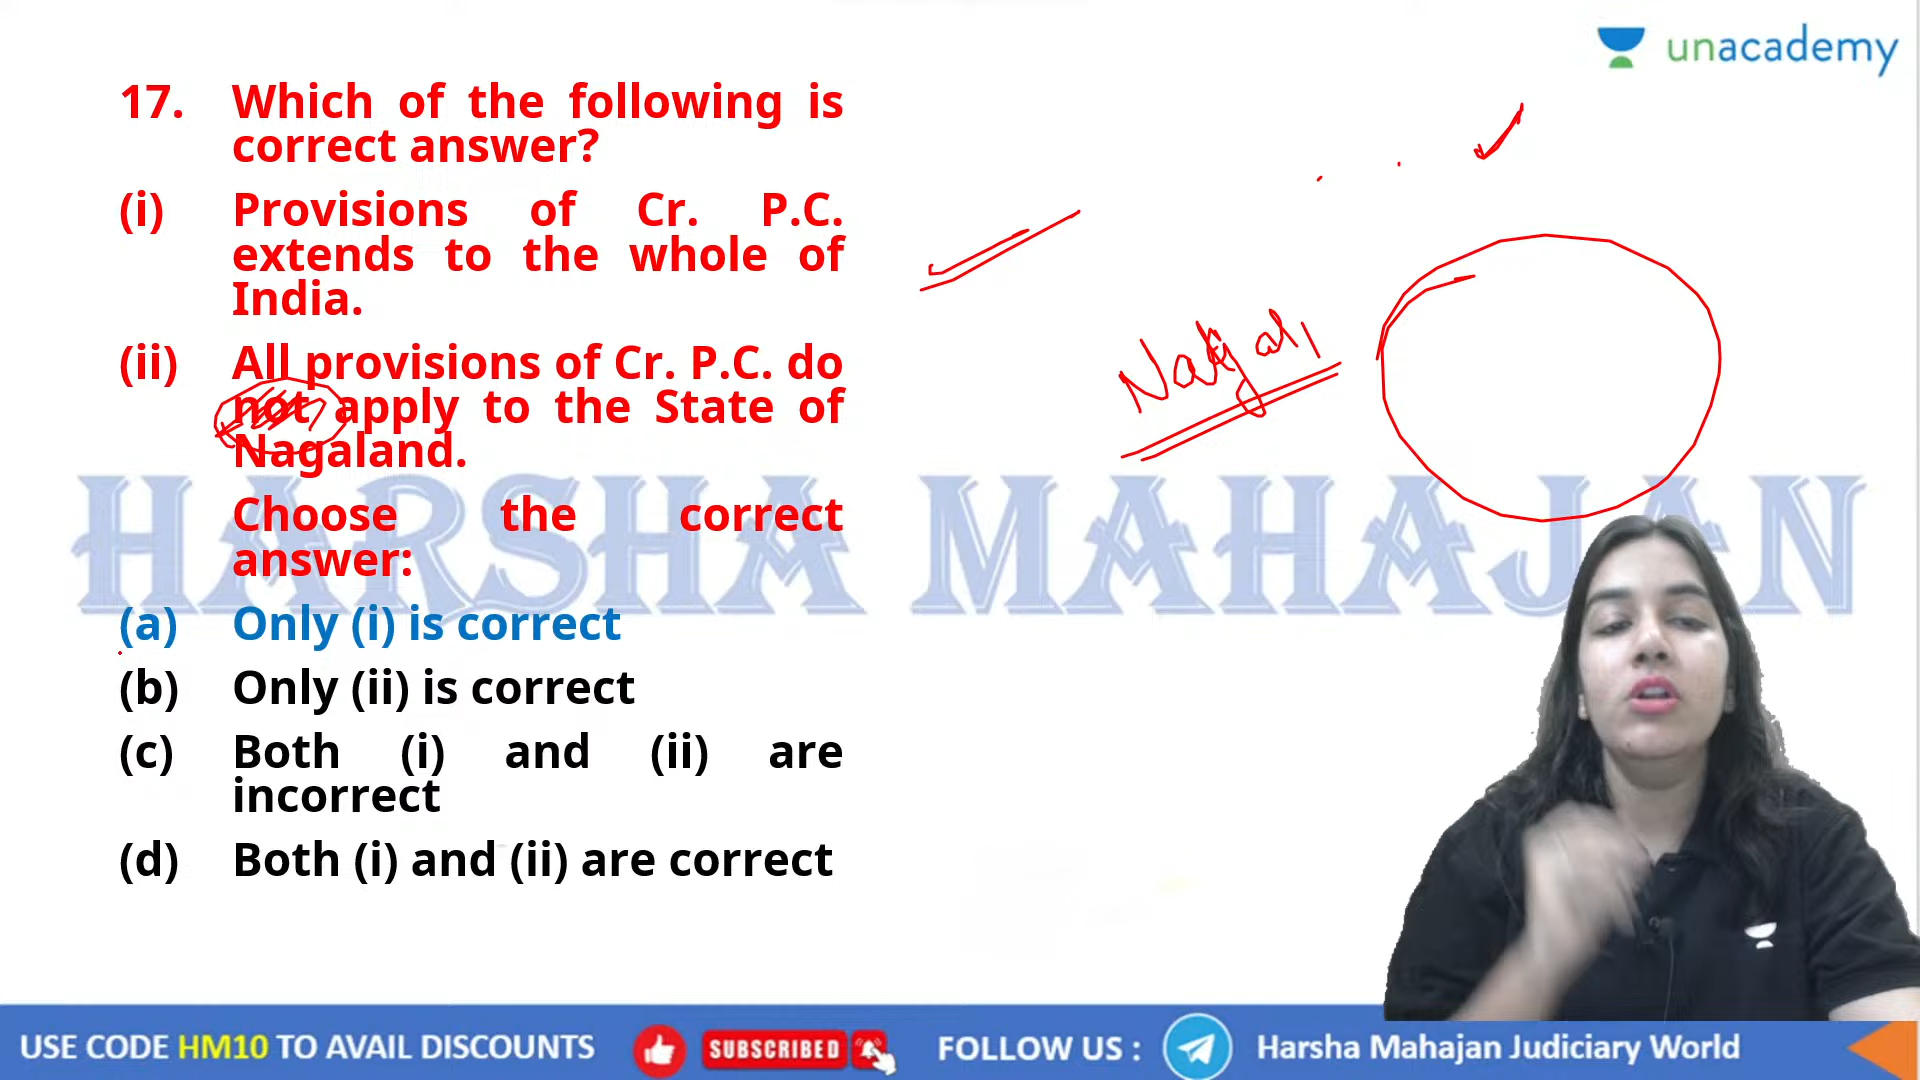 unacademy
17. Which of the following is
correct answer?
(i) Provisions of Cr. P.C.
extends to the whole of
India.
(ii) All provisions of Cr. P.C. do
not apply to the State of
Nagaland.
Choose the correct
answer:
(a) Only (i) is correct
(b) Only (ii) is correct
(c) Both (i) and (ii) are
incorrect
(d) Both (i) and (ii) are correct
HARSHA MAHAJAN
USE CODE HM10 TO AVAIL DISCOUNTS
SUBSCRIBED
FOLLOW US :
Harsha Mahajan Judiciary World